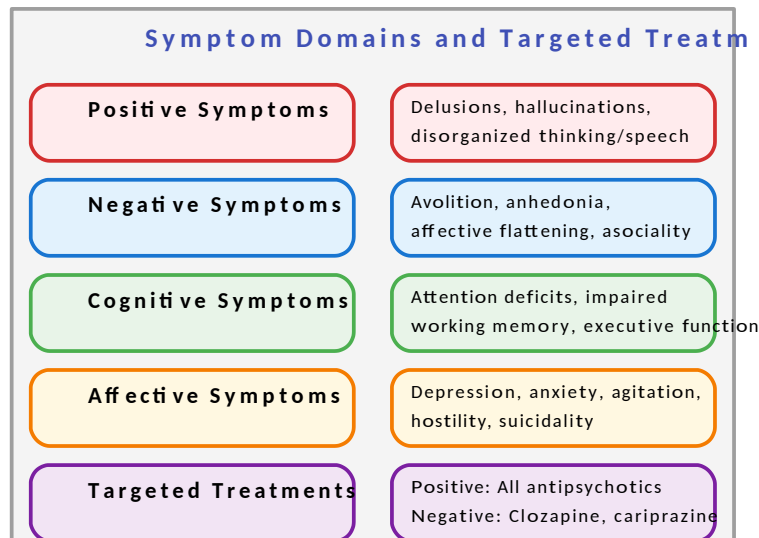 Symptom Domains and Targeted Treatm
Positive Symptoms
Delusions, hallucinations,
disorganized thinking/speech
Negative Symptoms
Avolition, anhedonia,
affective flattening, asociality
Cognitive Symptoms
Attention deficits, impaired
working memory, executive function
Affective Symptoms
Depression, anxiety, agitation,
hostility, suicidality
Targeted Treatments
Positive: All antipsychotics
Negative: Clozapine, cariprazine